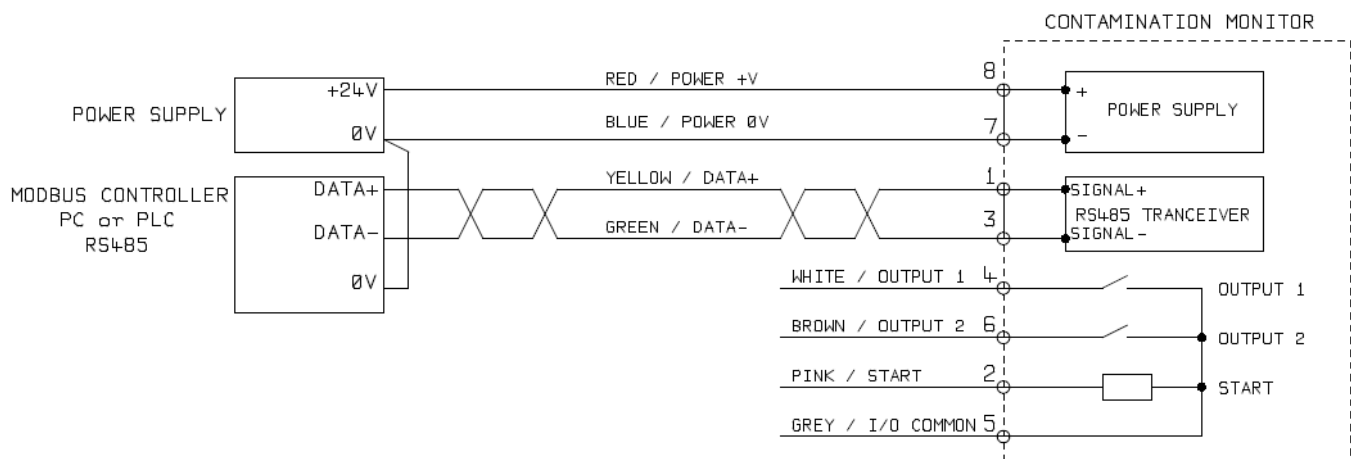 CONTAMINATION MONITOR
POWER SUPPLY
+24V
0V
RED / POWER +V
8
BLUE / POWER 0V
7
+
-
POWER SUPPLY
MODBUS CONTROLLER
PC or PLC
RS485
DATA+
DATA-
0V
YELLOW / DATA+
1
GREEN / DATA-
3
SIGNAL+
RS485 TRANCEIVER
SIGNAL-
WHITE / OUTPUT 1
4
OUTPUT 1
BROWN / OUTPUT 2
6
OUTPUT 2
PINK / START
2
START
GREY / I/O COMMON
5